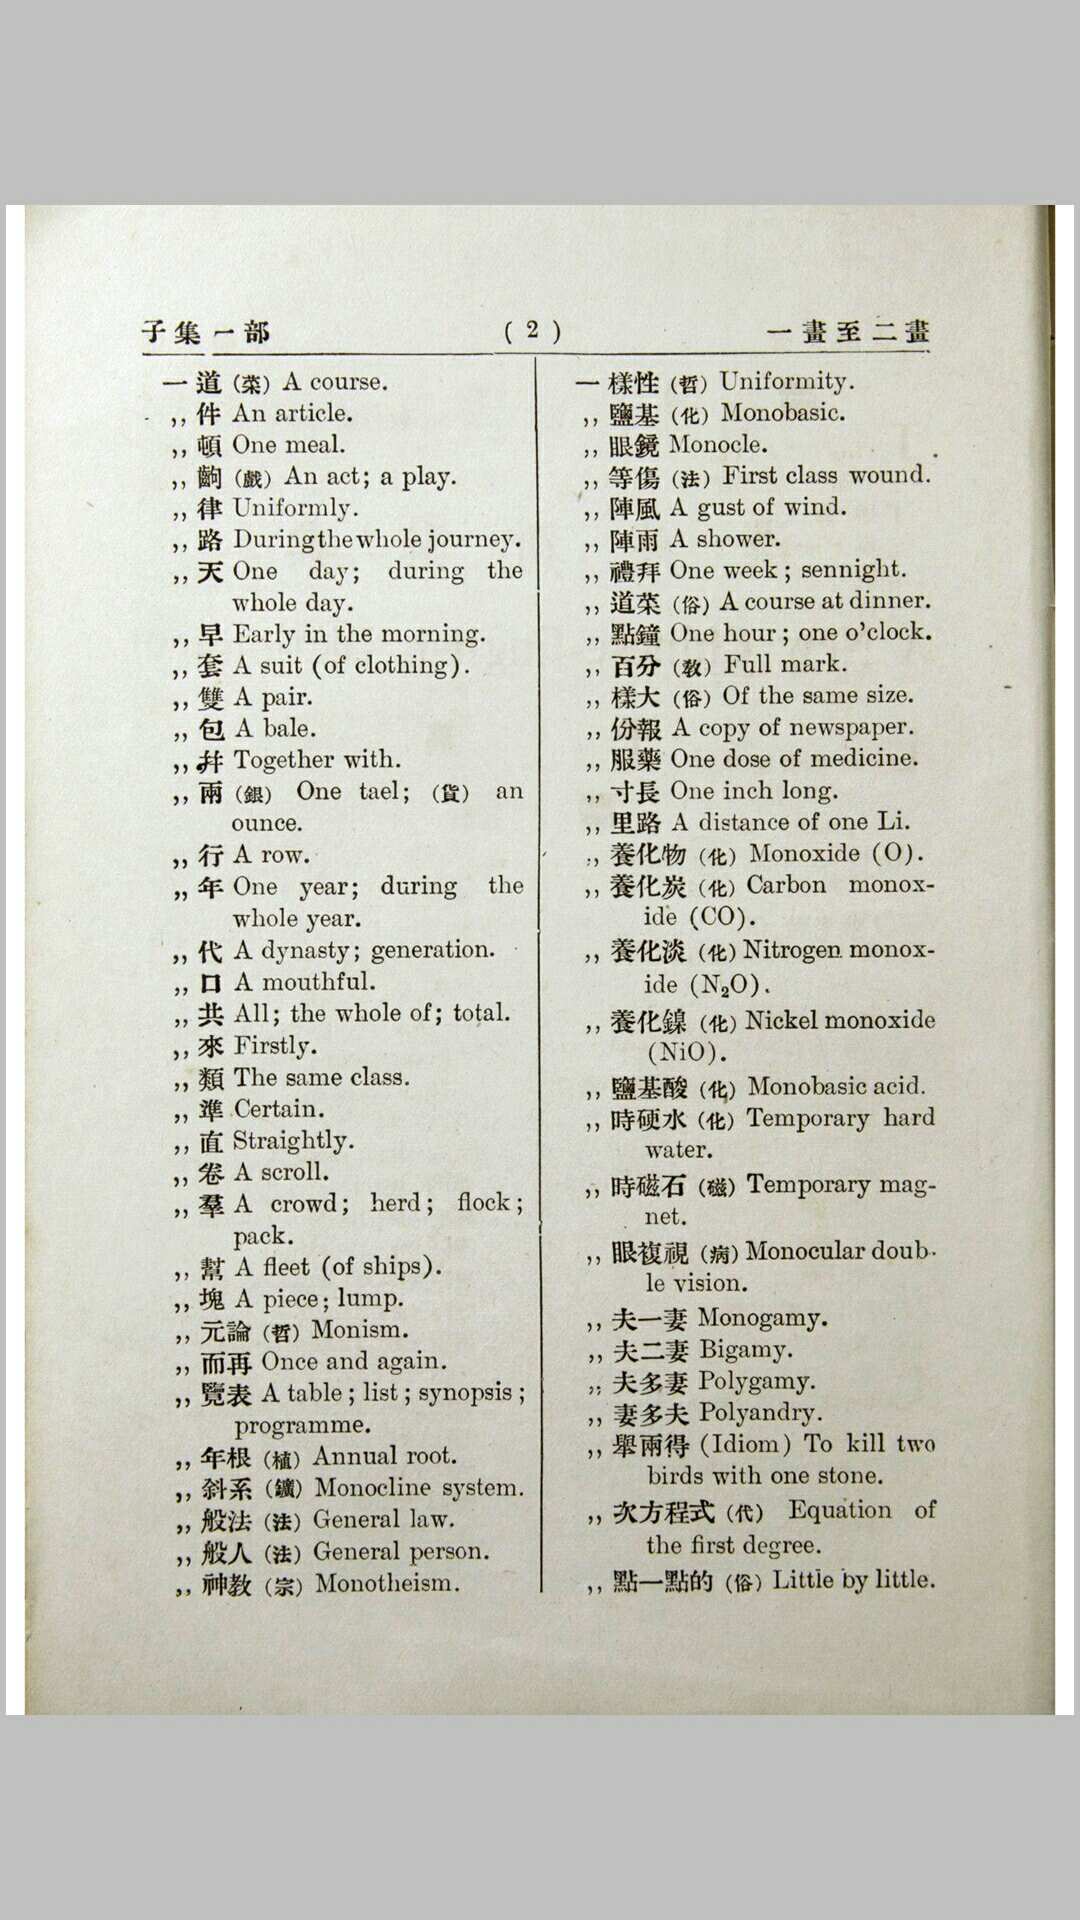 子集一部
(2)
一畫至二畫
一道 (菜) A course.
,, 件 An article.
,, 頓 One meal.
,, 齣 (戲) An act; a play.
,, 律 Uniformly.
,, 路 During the whole journey.
,, 天 One day; during the
whole day.
,, 早 Early in the morning.
,, 套 A suit (of clothing).
,, 雙 A pair.
,, 包 A bale.
,, 幷 Together with.
,, 兩 (銀) One tael; (貨) an
ounce.
,, 行 A row.
,, 年 One year; during the
whole year.
,, 代 A dynasty; generation.
,, 口 A mouthful.
,, 共 All; the whole of; total.
,, 來 Firstly.
,, 類 The same class.
,, 準 Certain.
,, 直 Straightly.
,, 卷 A scroll.
,, 羣 A crowd; herd; flock;
pack.
,, 幫 A fleet (of ships).
,, 塊 A piece; lump.
,, 元論 (哲) Monism.
,, 而再 Once and again.
,, 覽表 A table; list; synopsis;
programme.
,, 年根 (植) Annual root.
,, 斜系 (鑛) Monocline system.
,, 般法 (法) General law.
,, 般人 (法) General person.
,, 神敎 (宗) Monotheism.
一樣性 (哲) Uniformity.
,, 鹽基 (化) Monobasic.
,, 眼鏡 Monocle.
,, 等傷 (法) First class wound.
,, 陣風 A gust of wind.
,, 陣雨 A shower.
,, 禮拜 One week; sennight.
,, 道菜 (俗) A course at dinner.
,, 點鐘 One hour; one o'clock.
,, 百分 (敎) Full mark.
,, 樣大 (俗) Of the same size.
,, 份報 A copy of newspaper.
,, 服藥 One dose of medicine.
,, 寸長 One inch long.
,, 里路 A distance of one Li.
,, 養化物 (化) Monoxide (O).
,, 養化炭 (化) Carbon monox-
ide (CO).
,, 養化淡 (化) Nitrogen monox-
ide (N₂O).
,, 養化鎳 (化) Nickel monoxide
(NiO).
,, 鹽基酸 (化) Monobasic acid.
,, 時硬水 (化) Temporary hard
water.
,, 時磁石 (磁) Temporary mag-
net.
,, 眼複視 (病) Monocular doub-
le vision.
,, 夫一妻 Monogamy.
,, 夫二妻 Bigamy.
,, 夫多妻 Polygamy.
,, 妻多夫 Polyandry.
,, 舉兩得 (Idiom) To kill two
birds with one stone.
,, 次方程式 (代) Equation of
the first degree.
,, 點一點的 (俗) Little by little.